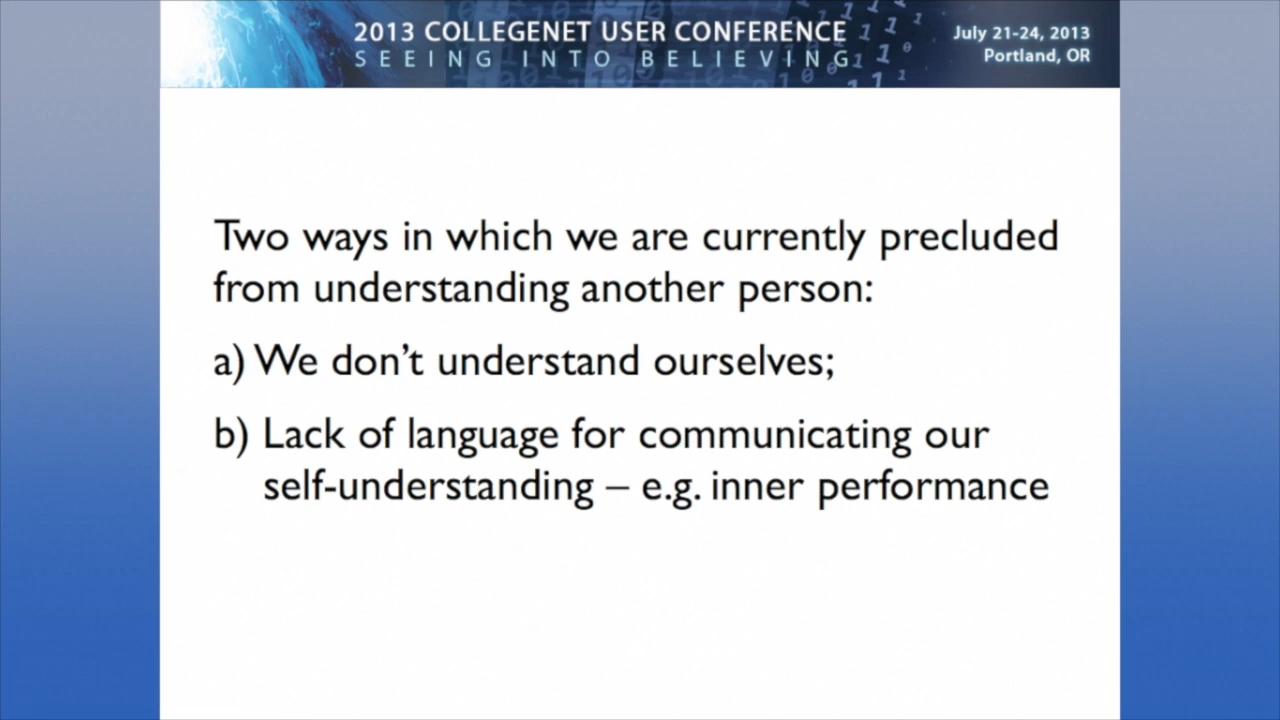 2013 COLLEGENET USER CONFERENCE
SEEING INTO BELIEVING
July 21-24, 2013
Portland, OR
Two ways in which we are currently precluded
from understanding another person:
a) We don’t understand ourselves;
b) Lack of language for communicating our
self-understanding – e.g. inner performance